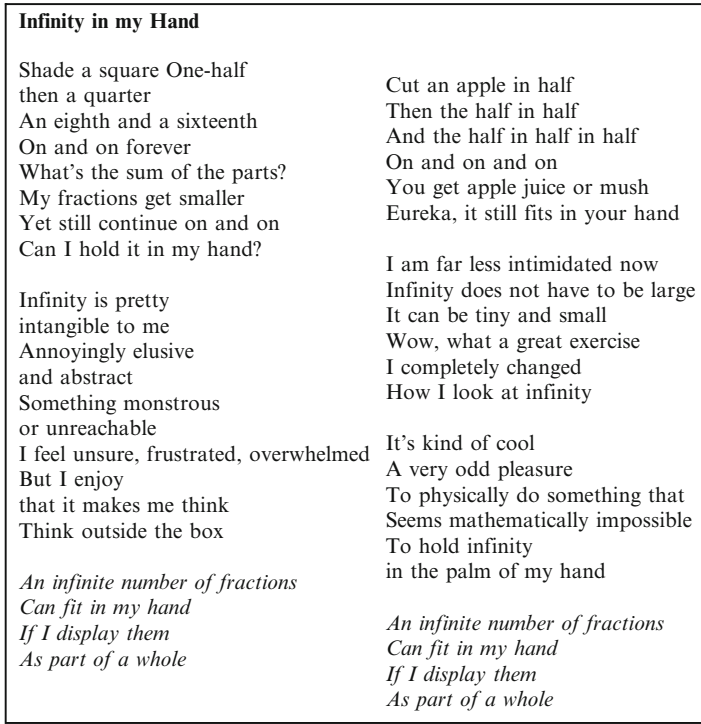 Infinity in my Hand
Shade a square One-half
then a quarter
An eighth and a sixteenth
On and on forever
What's the sum of the parts?
My fractions get smaller
Yet still continue on and on
Can I hold it in my hand?
Infinity is pretty
intangible to me
Annoyingly elusive
and abstract
Something monstrous
or unreachable
I feel unsure, frustrated, overwhelmed
But I enjoy
that it makes me think
Think outside the box
An infinite number of fractions
Can fit in my hand
If I display them
As part of a whole
Cut an apple in half
Then the half in half
And the half in half in half
On and on and on
You get apple juice or mush
Eureka, it still fits in your hand
I am far less intimidated now
Infinity does not have to be large
It can be tiny and small
Wow, what a great exercise
I completely changed
How I look at infinity
It's kind of cool
A very odd pleasure
To physically do something that
Seems mathematically impossible
To hold infinity
in the palm of my hand
An infinite number of fractions
Can fit in my hand
If I display them
As part of a whole